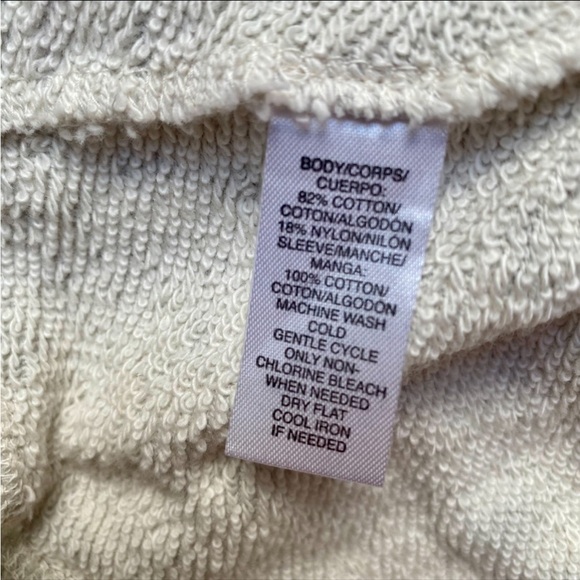 BODY/CORPS/
CUERPO:
82% COTTON/
COTON/ALGODÓN
18% NYLON/NILÓN
SLEEVE/MANCHE/
MANGA:
100% COTTON/
COTON/ALGODÓN
MACHINE WASH
COLD
GENTLE CYCLE
ONLY NON-
CHLORINE BLEACH
WHEN NEEDED
DRY FLAT
COOL IRON
IF NEEDED